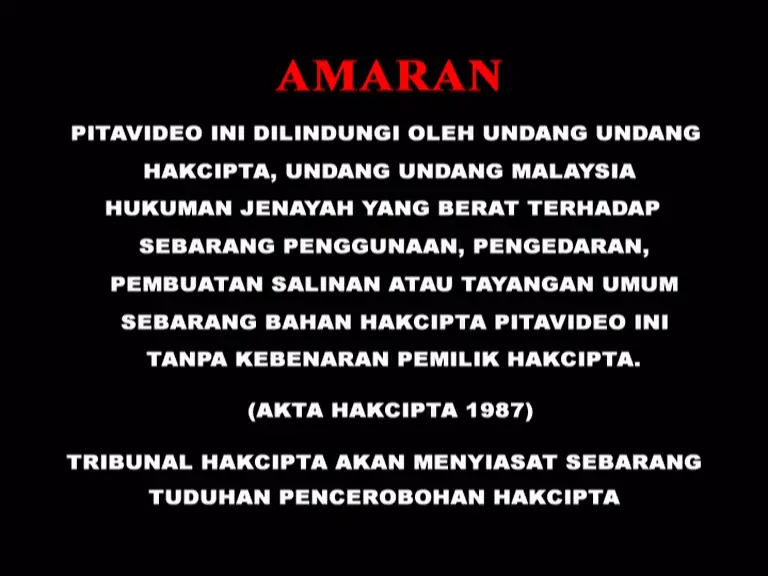 AMARAN
PITAVIDEO INI DILINDUNGI OLEH UNDANG UNDANG
HAKCIPTA, UNDANG UNDANG MALAYSIA
HUKUMAN JENAYAH YANG BERAT TERHADAP
SEBARANG PENGGUNAAN, PENGEDARAN,
PEMBUATAN SALINAN ATAU TAYANGAN UMUM
SEBARANG BAHAN HAKCIPTA PITAVIDEO INI
TANPA KEBENARAN PEMILIK HAKCIPTA.
(AKTA HAKCIPTA 1987)
TRIBUNAL HAKCIPTA AKAN MENYIASAT SEBARANG
TUDUHAN PENCEROBOHAN HAKCIPTA